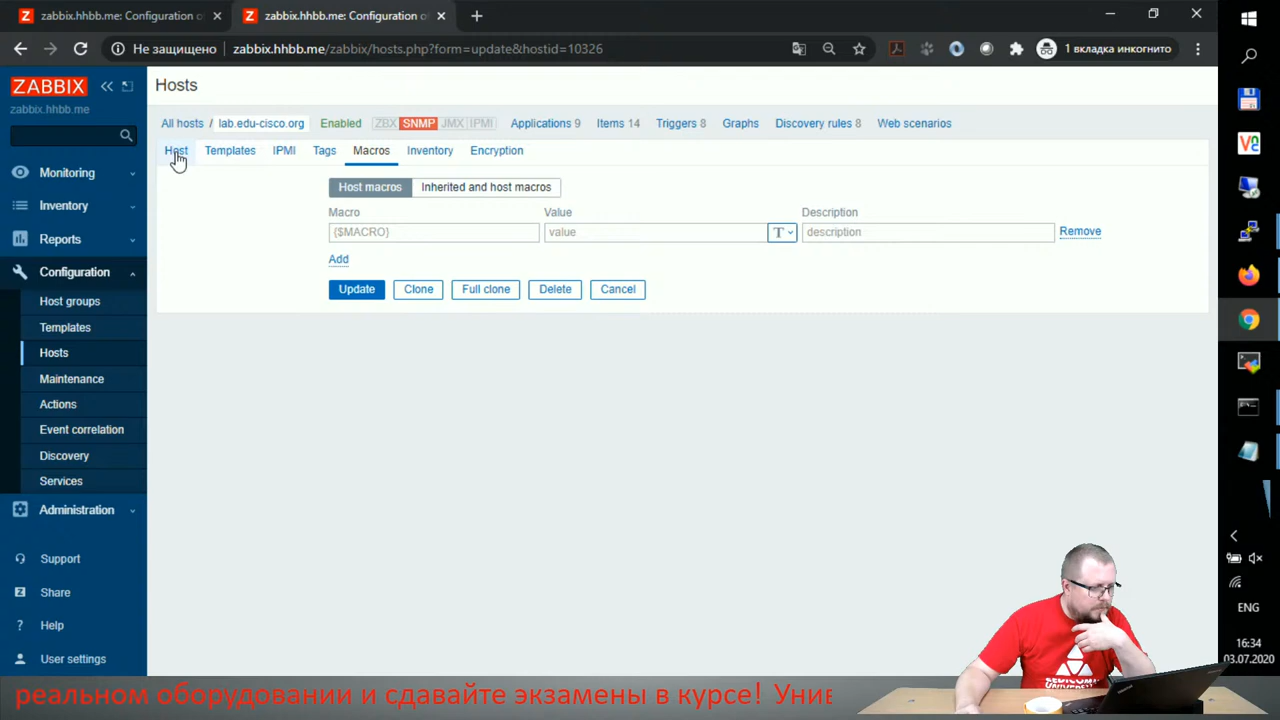 zabbix.hhbb.me: Configuration of
zabbix.hhbb.me: Configuration o
Не защищено
zabbix.hhbb.me/zabbix/hosts.php?form=update&hostid=10326
1 вкладка инкогнито
ZABBIX
zabbix.hhbb.me
Monitoring
Inventory
Reports
Configuration
Host groups
Templates
Hosts
Maintenance
Actions
Event correlation
Discovery
Services
Administration
Support
Share
Help
User settings
Hosts
All hosts / lab.edu-cisco.org Enabled ZBX SNMP JMX IPMI Applications 9 Items 14 Triggers 8 Graphs Discovery rules 8 Web scenarios
Host Templates IPMI Tags Macros Inventory Encryption
Host macros Inherited and host macros
Macro Value Description
{$MACRO} value T description Remove
Add
Update Clone Full clone Delete Cancel
ENG
16:34
03.07.2020
UNIVERSITY
реальном оборудовании и сдавайте экзамены в курсе!